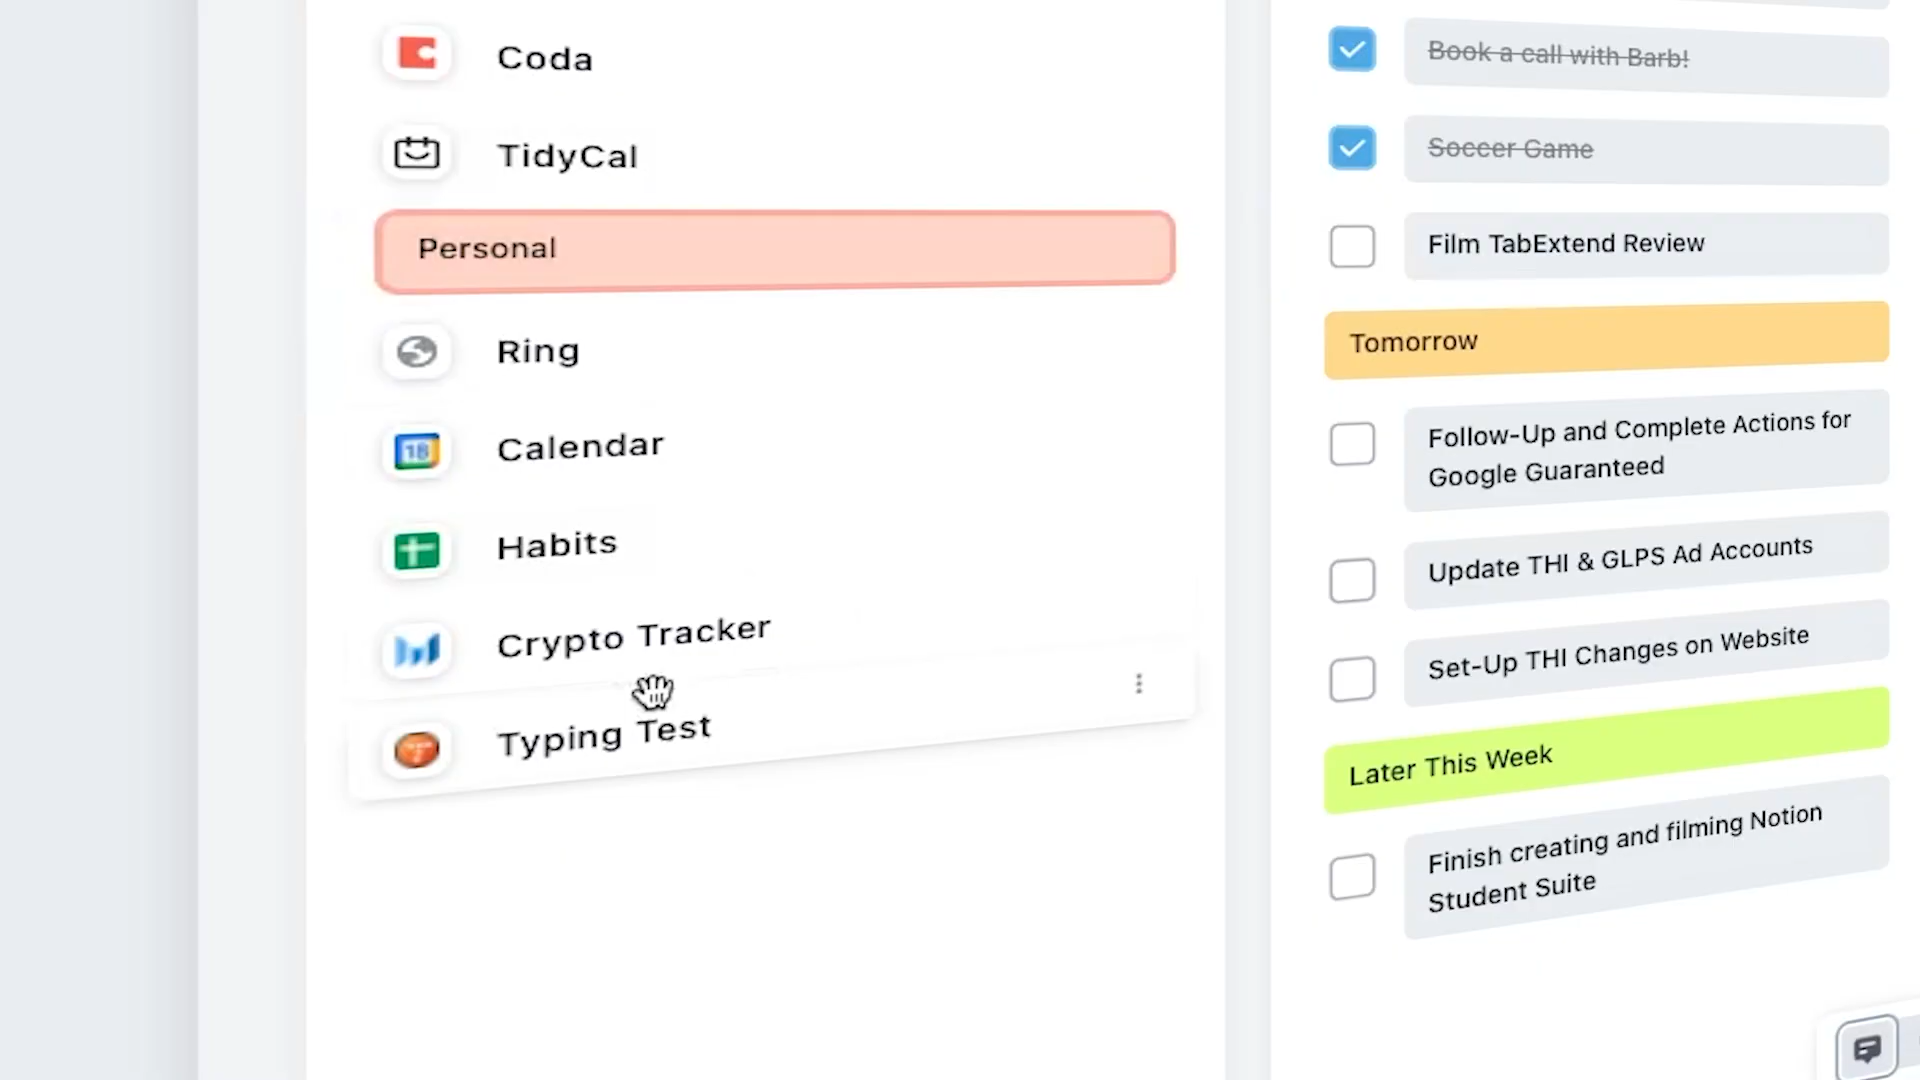 Coda
TidyCal
Personal
Ring
18
Calendar
Habits
Crypto Tracker
Typing Test
Book a call with Barb!
Soccer Game
Film TabExtend Review
Tomorrow
Follow-Up and Complete Actions for
Google Guaranteed
Update THI & GLPS Ad Accounts
Set-Up THI Changes on Website
Later This Week
Finish creating and filming Notion
Student Suite